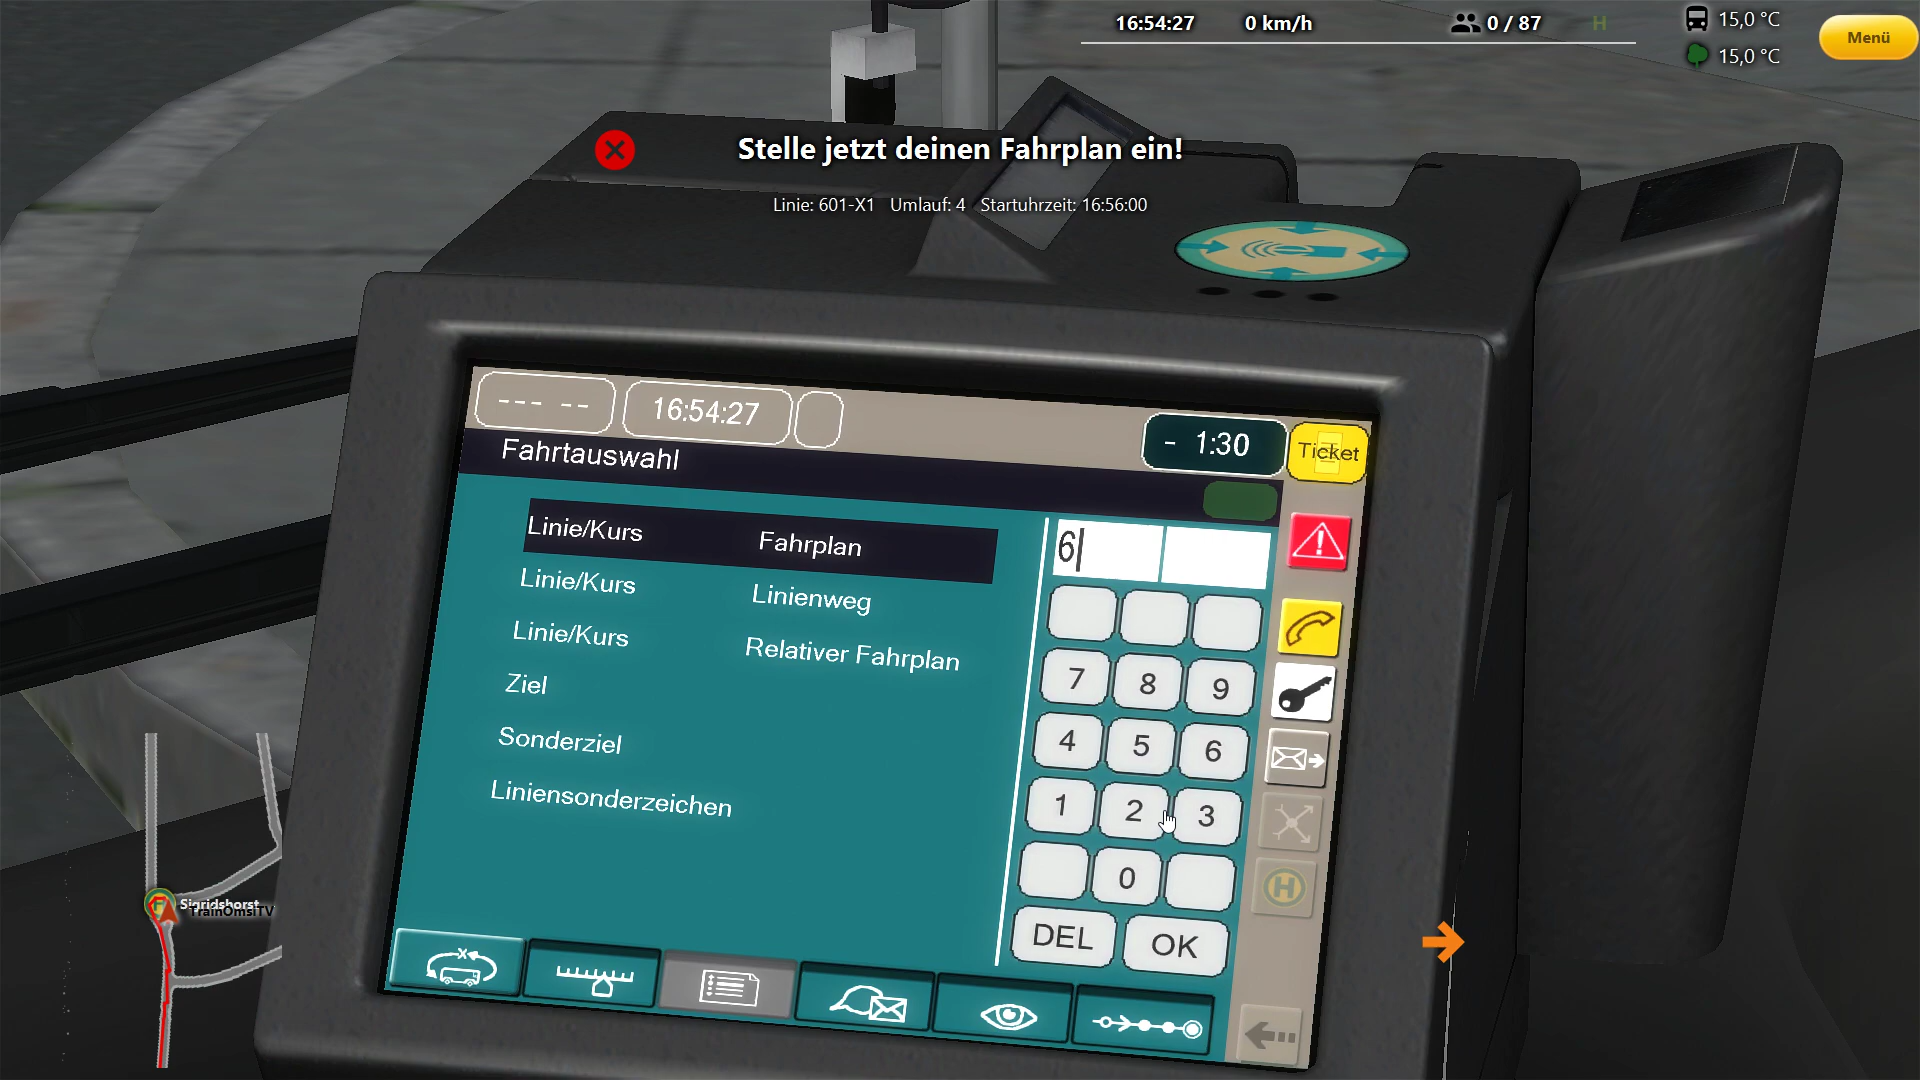 16:54:27 0 km/h 0 / 87 H 15,0 °C
15,0 °C
Menü
Stelle jetzt deinen Fahrplan ein!
Linie: 601-X1 Umlauf: 4 Startuhrzeit: 16:56:00
--- -- 16:54:27 - 1:30 Ticket
Fahrtauswahl
Linie/Kurs Fahrplan
Linie/Kurs Linienweg
Linie/Kurs Relativer Fahrplan
Ziel
Sonderziel
Liniensonderzeichen
6
7 8 9
4 5 6
1 2 3
0
DEL OK
H
F
Sigridshorst
TrainOmsiTV